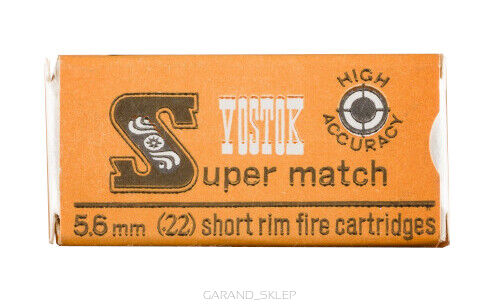 VOSTOK
HIGH
ACCURACY
Super match
5.6 mm (.22) short rim fire cartridges
GARAND_SKLEP